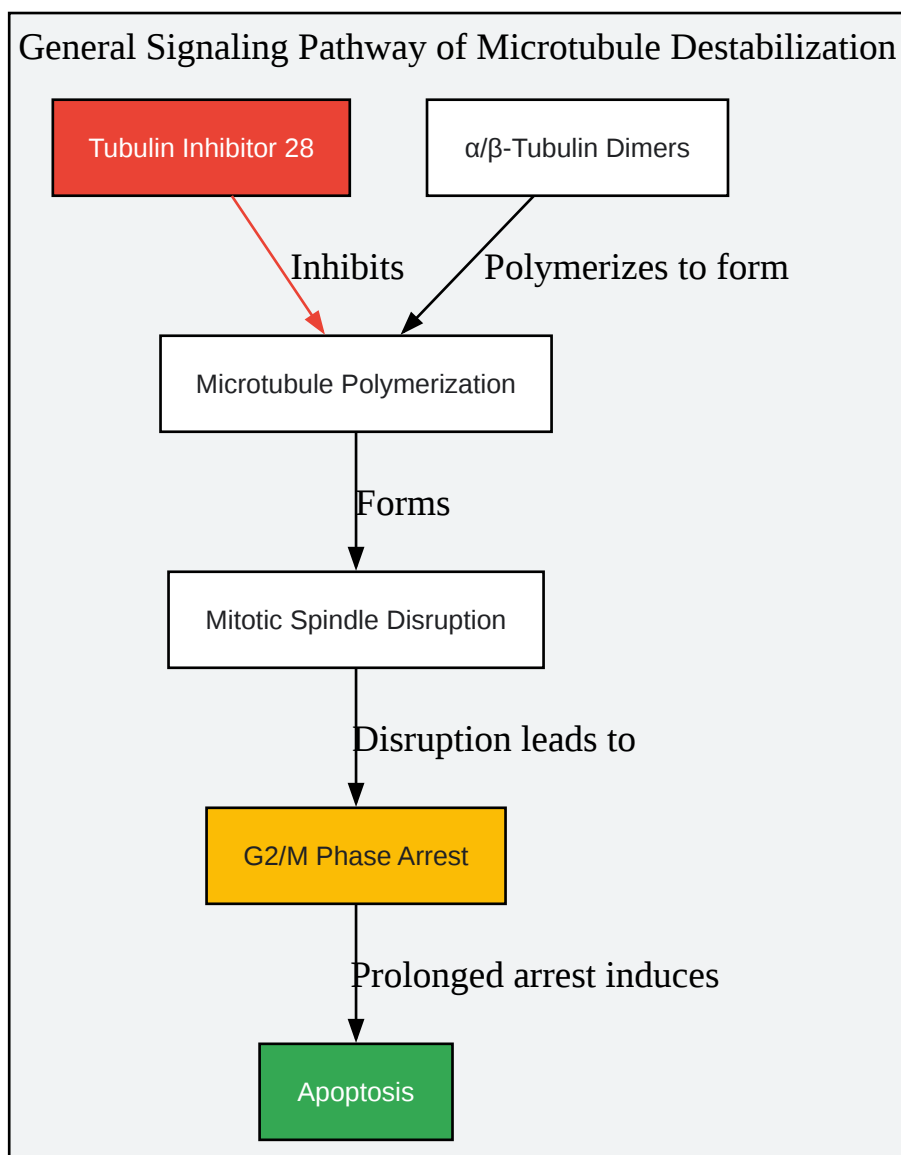 General Signaling Pathway of Microtubule Destabilization
Tubulin Inhibitor 28
α/β-Tubulin Dimers
Inhibits
Polymerizes to form
Microtubule Polymerization
Forms
Mitotic Spindle Disruption
Disruption leads to
G2/M Phase Arrest
Prolonged arrest induces
Apoptosis